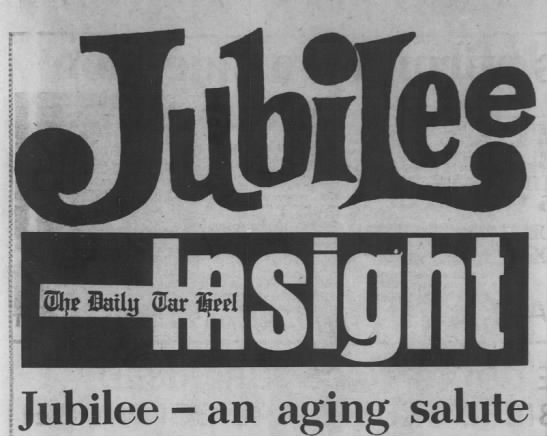 JubiLee
Insight
The Daily Tar Heel
Jubilee – an aging salute